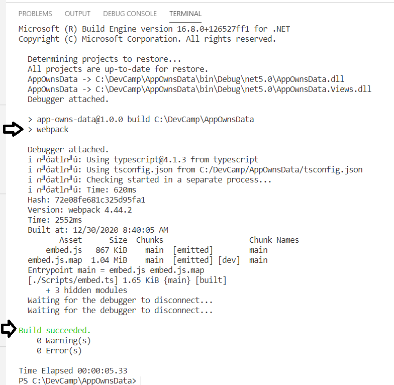 PROBLEMS OUTPUT DEBUG CONSOLE TERMINAL
Microsoft (R) Build Engine version 16.8.0+126527ff1 for .NET
Copyright (C) Microsoft Corporation. All rights reserved.
Determining projects to restore...
All projects are up-to-date for restore.
AppOwnsData -> C:\DevCamp\AppOwnsData\bin\Debug\net5.0\AppOwnsData.dll
AppOwnsData -> C:\DevCamp\AppOwnsData\bin\Debug\net5.0\AppOwnsData.Views.dll
Debugger attached.
> app-owns-data@1.0.0 build C:\DevCamp\AppOwnsData
> webpack
Debugger attached.
i Using typescript@4.1.3 from typescript
i Using tsconfig.json from C:/DevCamp/AppOwnsData/tsconfig.json
i Checking started in a separate process...
i Time: 620ms
Hash: 72e08fe681c325d95fa1
Version: webpack 4.44.2
Time: 2552ms
Built at: 12/30/2020 8:40:05 AM
Asset Size Chunks Chunk Names
embed.js 867 KiB main [emitted] main
embed.js.map 1.04 MiB main [emitted] [dev] main
Entrypoint main = embed.js embed.js.map
[./Scripts/embed.ts] 1.65 KiB {main} [built]
+ 3 hidden modules
Waiting for the debugger to disconnect...
Waiting for the debugger to disconnect...
Build succeeded.
0 Warning(s)
0 Error(s)
Time Elapsed 00:00:05.33
PS C:\DevCamp\AppOwnsData>